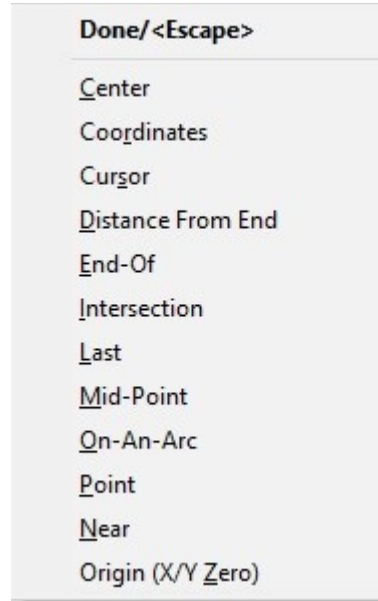 Done/<Escape>
Center
Coordinates
Cursor
Distance From End
End-Of
Intersection
Last
Mid-Point
On-An-Arc
Point
Near
Origin (X/Y Zero)